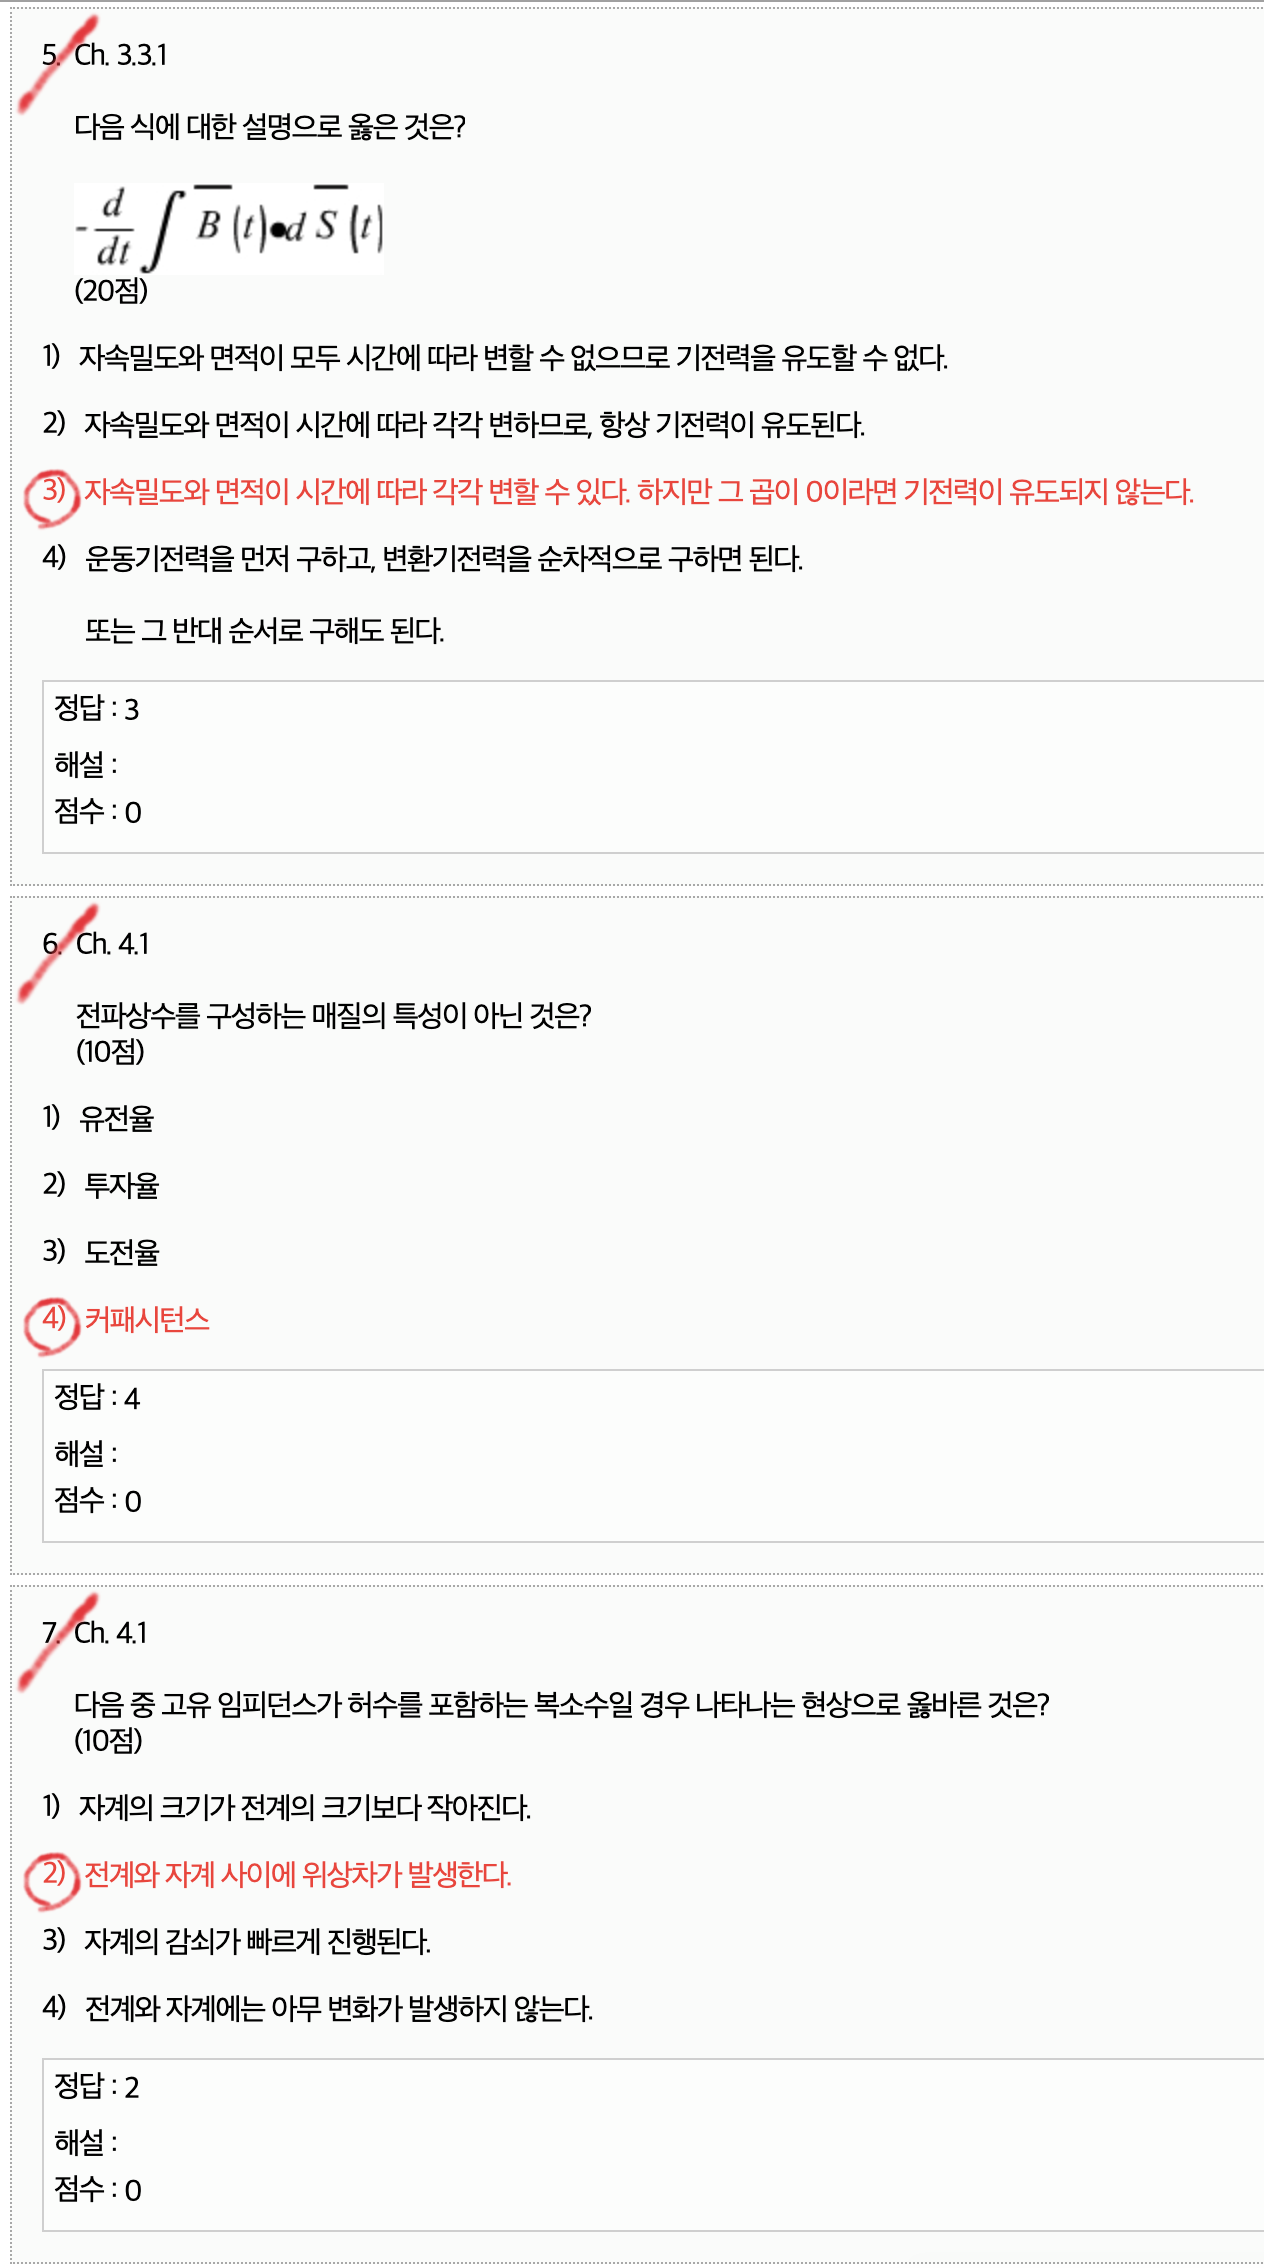 5. Ch. 3.3.1
다음 식에 대한 설명으로 옳은 것은?
- d/dt ∫ B̅ (t)●d S̅ (t)
(20점)
1) 자속밀도와 면적이 모두 시간에 따라 변할 수 없으므로 기전력을 유도할 수 없다.
2) 자속밀도와 면적이 시간에 따라 각각 변하므로, 항상 기전력이 유도된다.
3) 자속밀도와 면적이 시간에 따라 각각 변할 수 있다. 하지만 그 곱이 0이라면 기전력이 유도되지 않는다.
4) 운동기전력을 먼저 구하고, 변환기전력을 순차적으로 구하면 된다.
또는 그 반대 순서로 구해도 된다.
정답 : 3
해설 :
점수 : 0
6. Ch. 4.1
전파상수를 구성하는 매질의 특성이 아닌 것은?
(10점)
1) 유전율
2) 투자율
3) 도전율
4) 커패시턴스
정답 : 4
해설 :
점수 : 0
7. Ch. 4.1
다음 중 고유 임피던스가 허수를 포함하는 복소수일 경우 나타나는 현상으로 옳바른 것은?
(10점)
1) 자계의 크기가 전계의 크기보다 작아진다.
2) 전계와 자계 사이에 위상차가 발생한다.
3) 자계의 감쇠가 빠르게 진행된다.
4) 전계와 자계에는 아무 변화가 발생하지 않는다.
정답 : 2
해설 :
점수 : 0